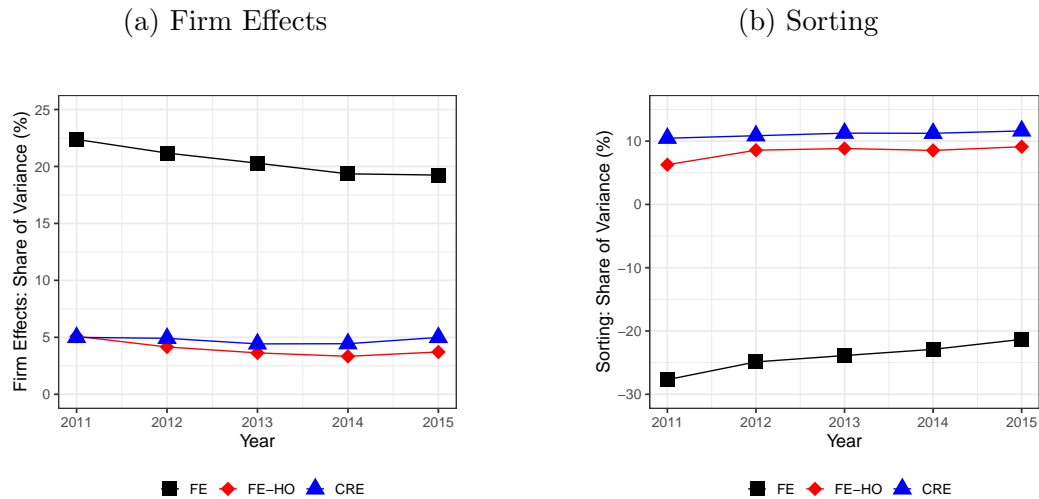 (a) Firm Effects
Firm Effects: Share of Variance (%)
25
20
15
10
5
0
2011 2012 2013 2014 2015
Year
FE FE−HO CRE
(b) Sorting
Sorting: Share of Variance (%)
10
0
−10
−20
−30
2011 2012 2013 2014 2015
Year
FE FE−HO CRE